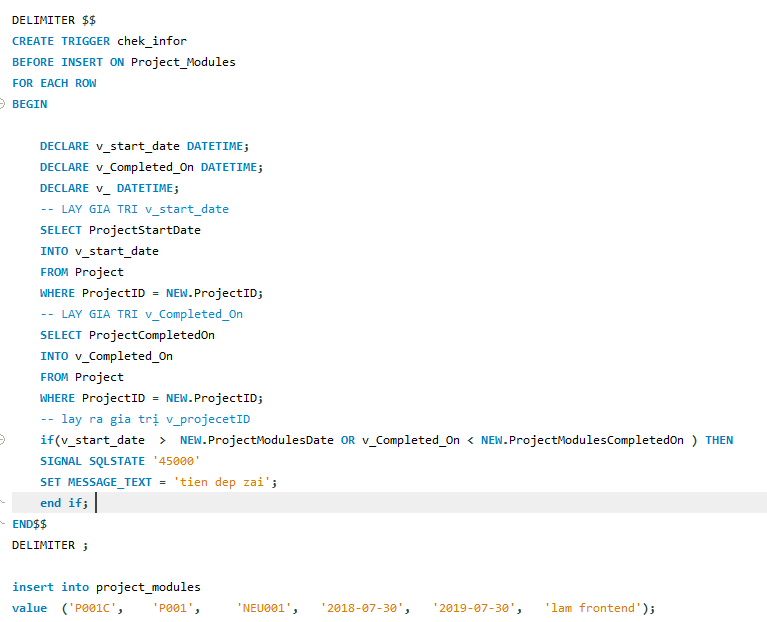 DELIMITER $$
CREATE TRIGGER chek_infor
BEFORE INSERT ON Project_Modules
FOR EACH ROW
BEGIN
DECLARE v_start_date DATETIME;
DECLARE v_Completed_On DATETIME;
DECLARE v_ DATETIME;
-- LAY GIA TRI v_start_date
SELECT ProjectStartDate
INTO v_start_date
FROM Project
WHERE ProjectID = NEW.ProjectID;
-- LAY GIA TRI v_Completed_On
SELECT ProjectCompletedOn
INTO v_Completed_On
FROM Project
WHERE ProjectID = NEW.ProjectID;
-- lay ra gia trị v_projecetID
if(v_start_date  >  NEW.ProjectModulesDate OR v_Completed_On < NEW.ProjectModulesCompletedOn ) THEN
SIGNAL SQLSTATE '45000'
SET MESSAGE_TEXT = 'tien dep zai';
end if;
END$$
DELIMITER ;
insert into project_modules
value  ('P001C',    'P001',    'NEU001',   '2018-07-30',   '2019-07-30',   'lam frontend');